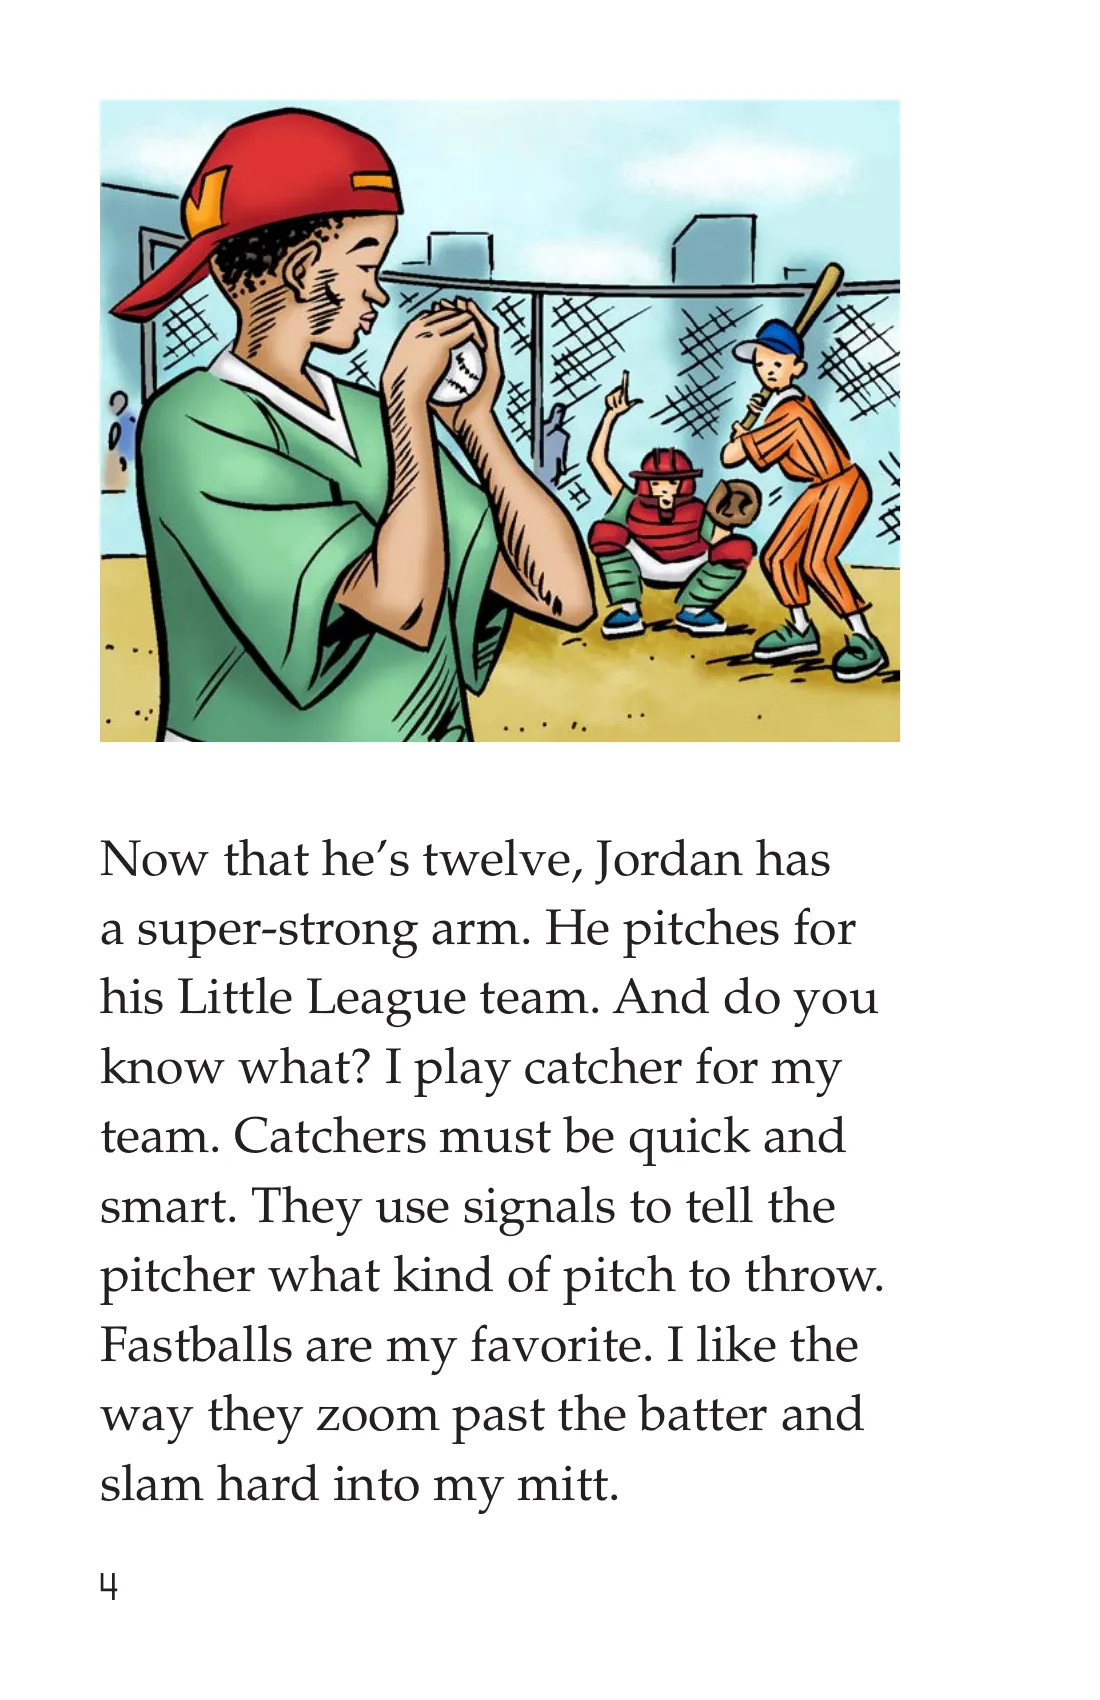 Now that he’s twelve, Jordan has
a super-strong arm. He pitches for
his Little League team. And do you
know what? I play catcher for my
team. Catchers must be quick and
smart. They use signals to tell the
pitcher what kind of pitch to throw.
Fastballs are my favorite. I like the
way they zoom past the batter and
slam hard into my mitt.
4